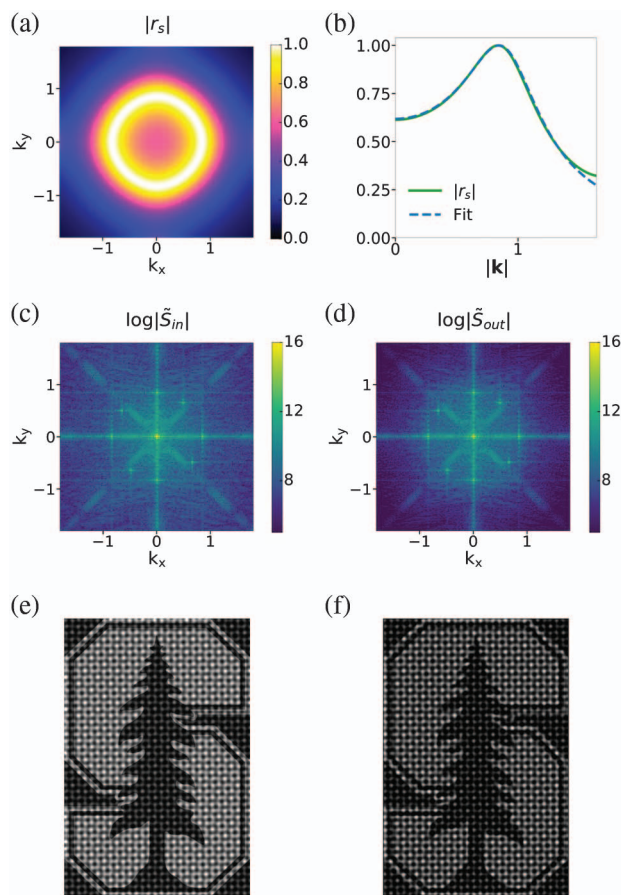 (a)
|r_s|
1.0
0.8
0.6
0.4
0.2
0.0
1
0
−1
k_y
−1 0 1
k_x
(b)
1.00
0.75
0.50
0.25
0.00
|r_s|
Fit
0 1
|k|
(c)
log|S̃_in|
16
12
8
1
0
−1
k_y
−1 0 1
k_x
(d)
log|S̃_out|
16
12
8
1
0
−1
k_y
−1 0 1
k_x
(e)
(f)